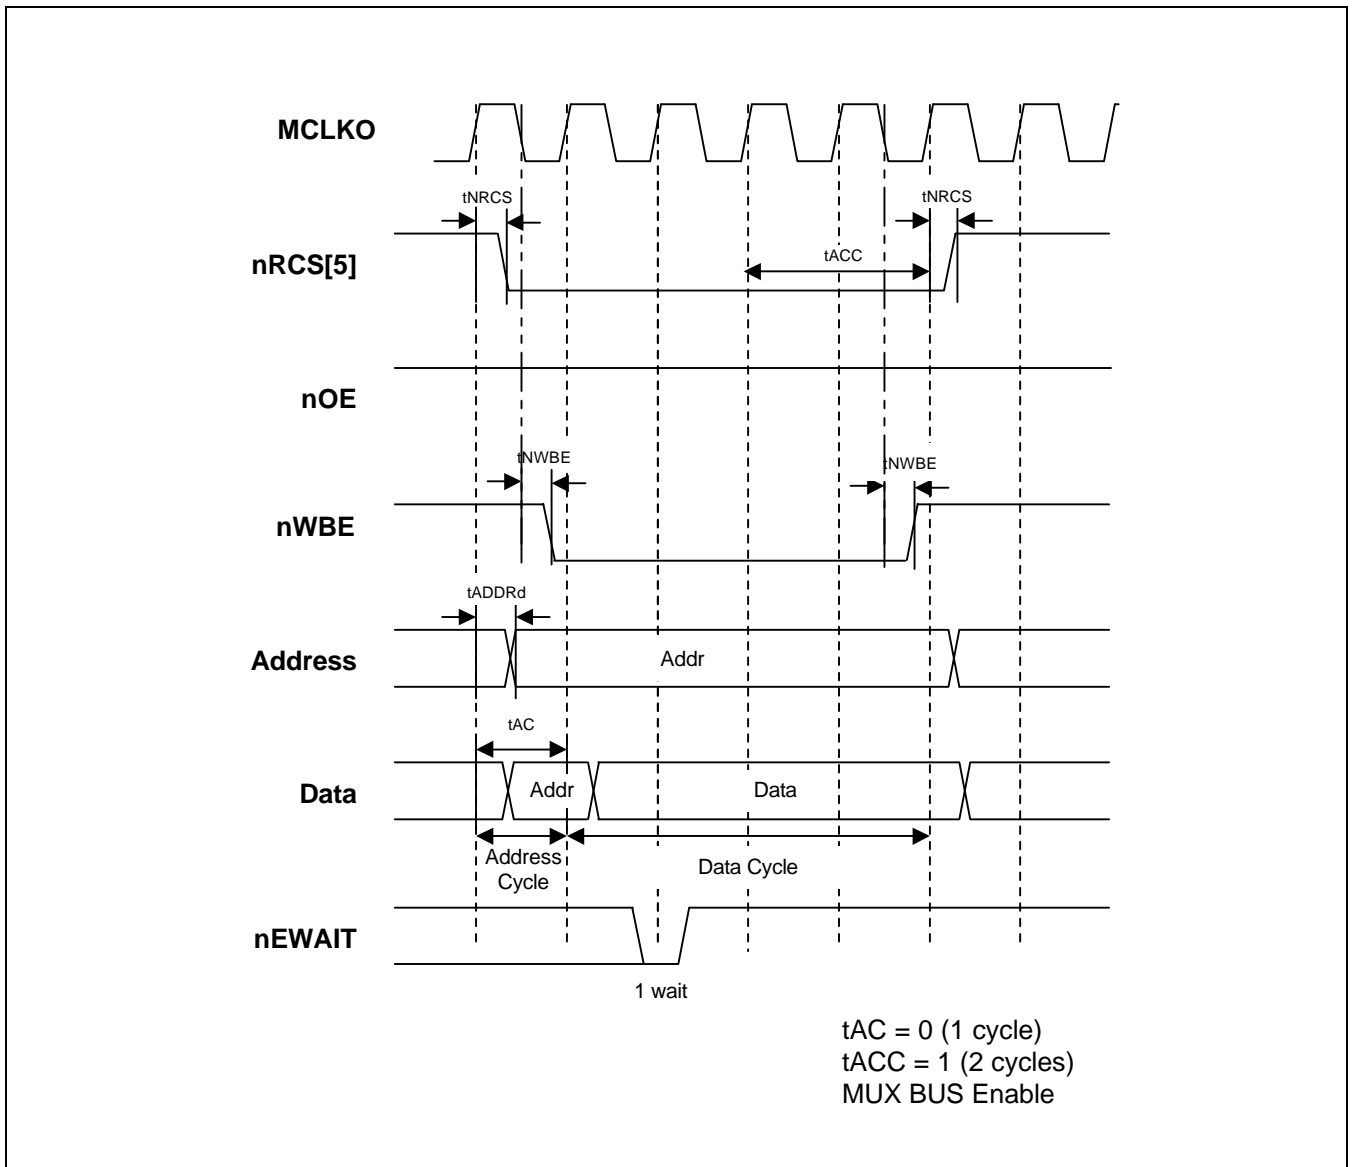 MCLKO
tNRCS
tNRCS
nRCS[5]
tACC
nOE
tNWBE
tNWBE
nWBE
tADDRd
Address
Addr
tAC
Data
Addr
Data
Address
Cycle
Data Cycle
nEWAIT
1 wait
tAC = 0 (1 cycle)
tACC = 1 (2 cycles)
MUX BUS Enable